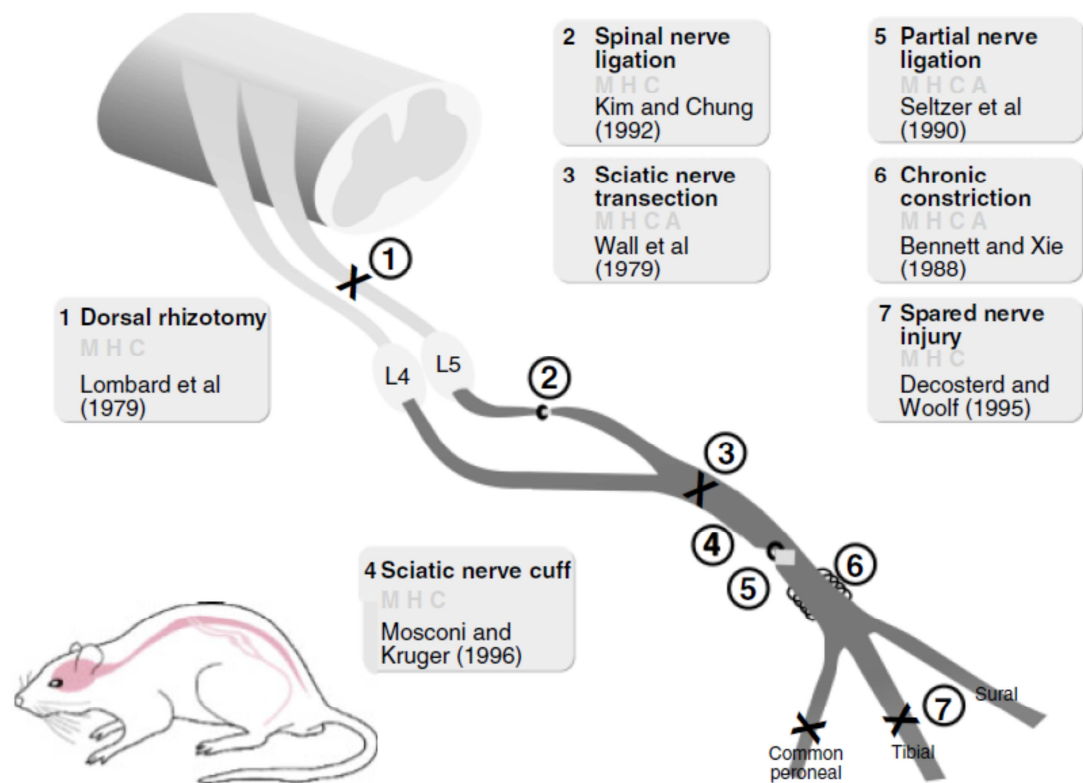 2 Spinal nerve
ligation
M H C
Kim and Chung
(1992)
5 Partial nerve
ligation
M H C A
Seltzer et al
(1990)
3 Sciatic nerve
transection
M H C A
Wall et al
(1979)
6 Chronic
constriction
M H C A
Bennett and Xie
(1988)
1
1 Dorsal rhizotomy
M H C
Lombard et al
(1979)
7 Spared nerve
injury
M H C
Decosterd and
Woolf (1995)
L4
L5
2
3
4
5
6
4 Sciatic nerve cuff
M H C
Mosconi and
Kruger (1996)
7
Sural
Common
peroneal
Tibial